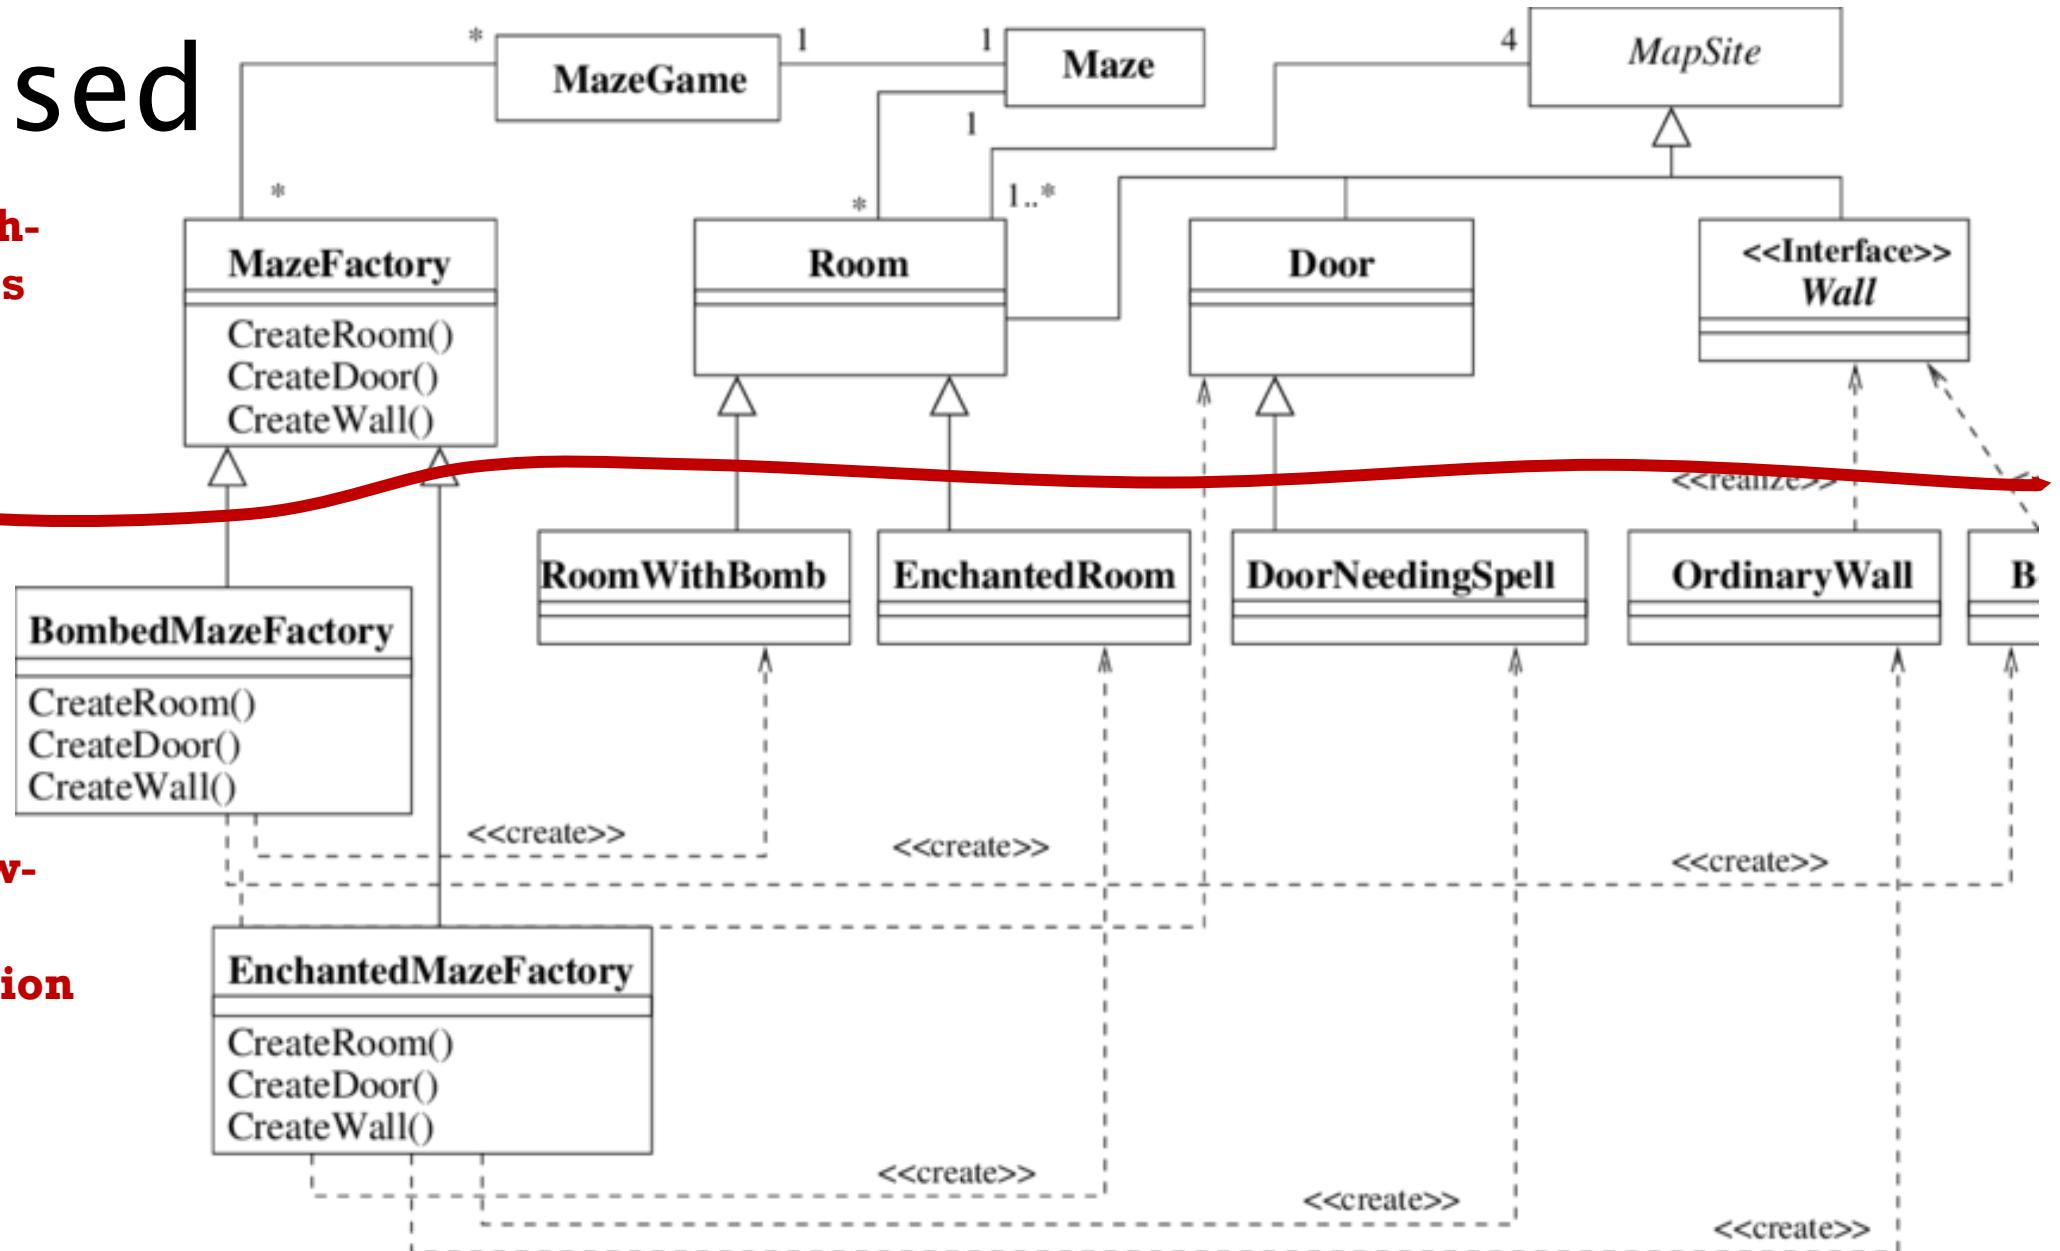 sed
* 1 1 4
MazeGame
Maze
MapSite
1
* * 1..*
h-
s
MazeFactory
CreateRoom()
CreateDoor()
CreateWall()
Room
Door
<<Interface>>
Wall
<<realize>>
RoomWithBomb
EnchantedRoom
DoorNeedingSpell
OrdinaryWall
B
BombedMazeFactory
CreateRoom()
CreateDoor()
CreateWall()
<<create>>
<<create>>
<<create>>
ion
EnchantedMazeFactory
CreateRoom()
CreateDoor()
CreateWall()
<<create>>
<<create>>
<<create>>